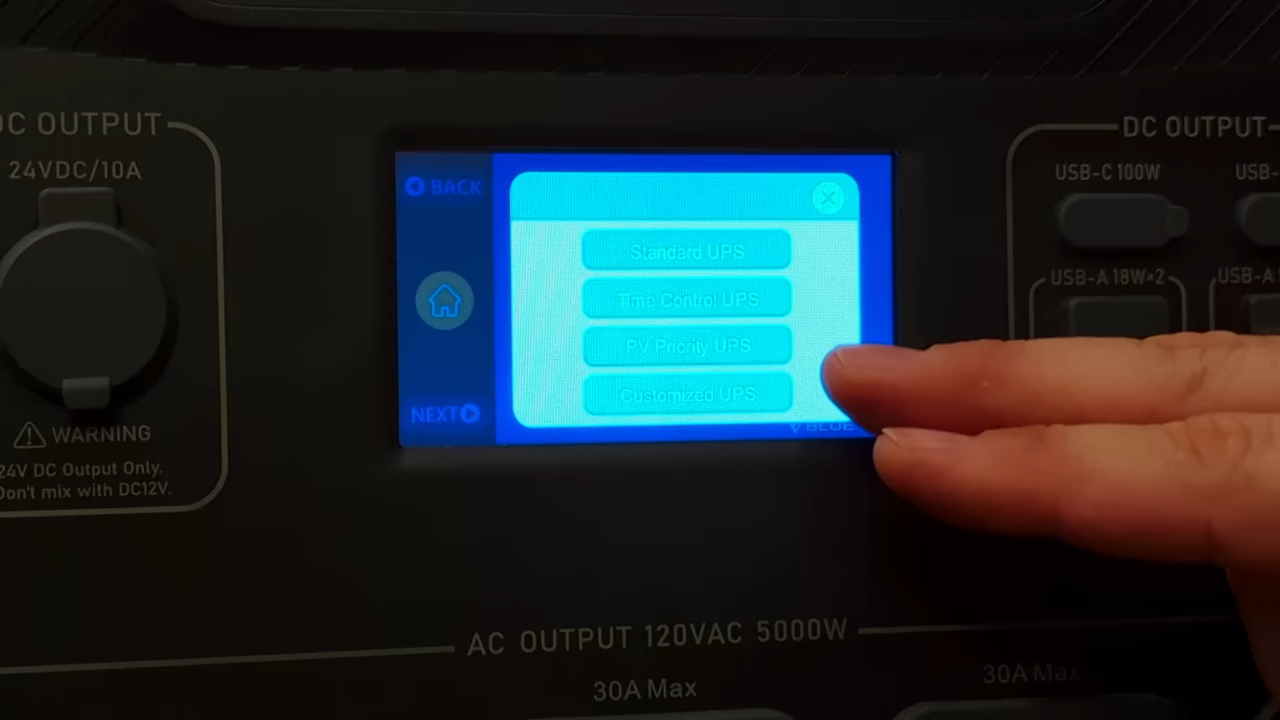 DC OUTPUT
24VDC/10A
WARNING
24V DC Output Only.
Don't mix with DC12V.
BACK
NEXT
Standard UPS
Time Control UPS
PV Priority UPS
Customized UPS
DC OUTPUT
USB-C 100W
USB-
USB-A 18W×2
USB-A
AC OUTPUT 120VAC 5000W
30A Max
30A Max